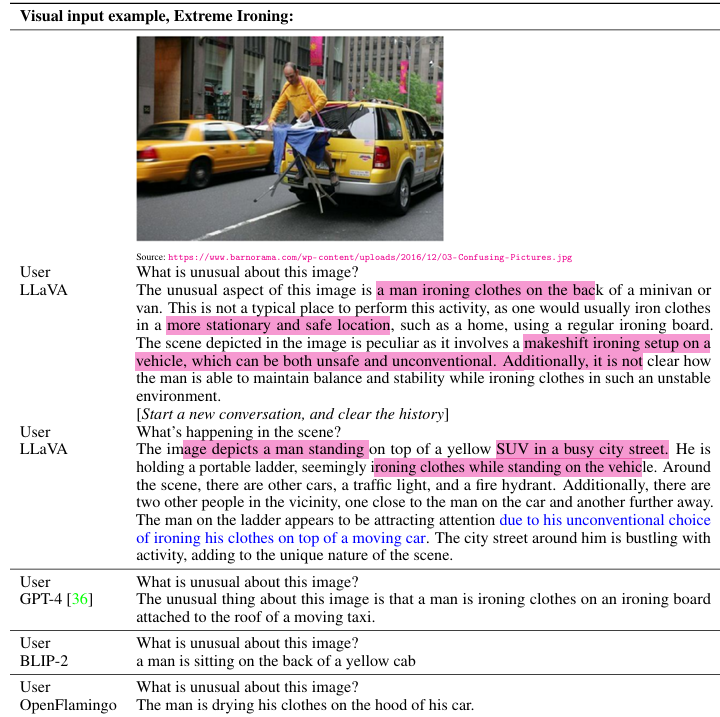 Visual input example, Extreme Ironing:
Source: https://www.barnorama.com/wp-content/uploads/2016/12/03-Confusing-Pictures.jpg
User What is unusual about this image?
LLaVA The unusual aspect of this image is a man ironing clothes on the back of a minivan or
van. This is not a typical place to perform this activity, as one would usually iron clothes
in a more stationary and safe location, such as a home, using a regular ironing board.
The scene depicted in the image is peculiar as it involves a makeshift ironing setup on a
vehicle, which can be both unsafe and unconventional. Additionally, it is not clear how
the man is able to maintain balance and stability while ironing clothes in such an unstable
environment.
[Start a new conversation, and clear the history]
User What's happening in the scene?
LLaVA The image depicts a man standing on top of a yellow SUV in a busy city street. He is
holding a portable ladder, seemingly ironing clothes while standing on the vehicle. Around
the scene, there are other cars, a traffic light, and a fire hydrant. Additionally, there are
two other people in the vicinity, one close to the man on the car and another further away.
The man on the ladder appears to be attracting attention due to his unconventional choice
of ironing his clothes on top of a moving car. The city street around him is bustling with
activity, adding to the unique nature of the scene.
User What is unusual about this image?
GPT-4 [36] The unusual thing about this image is that a man is ironing clothes on an ironing board
attached to the roof of a moving taxi.
User What is unusual about this image?
BLIP-2 a man is sitting on the back of a yellow cab
User What is unusual about this image?
OpenFlamingo The man is drying his clothes on the hood of his car.